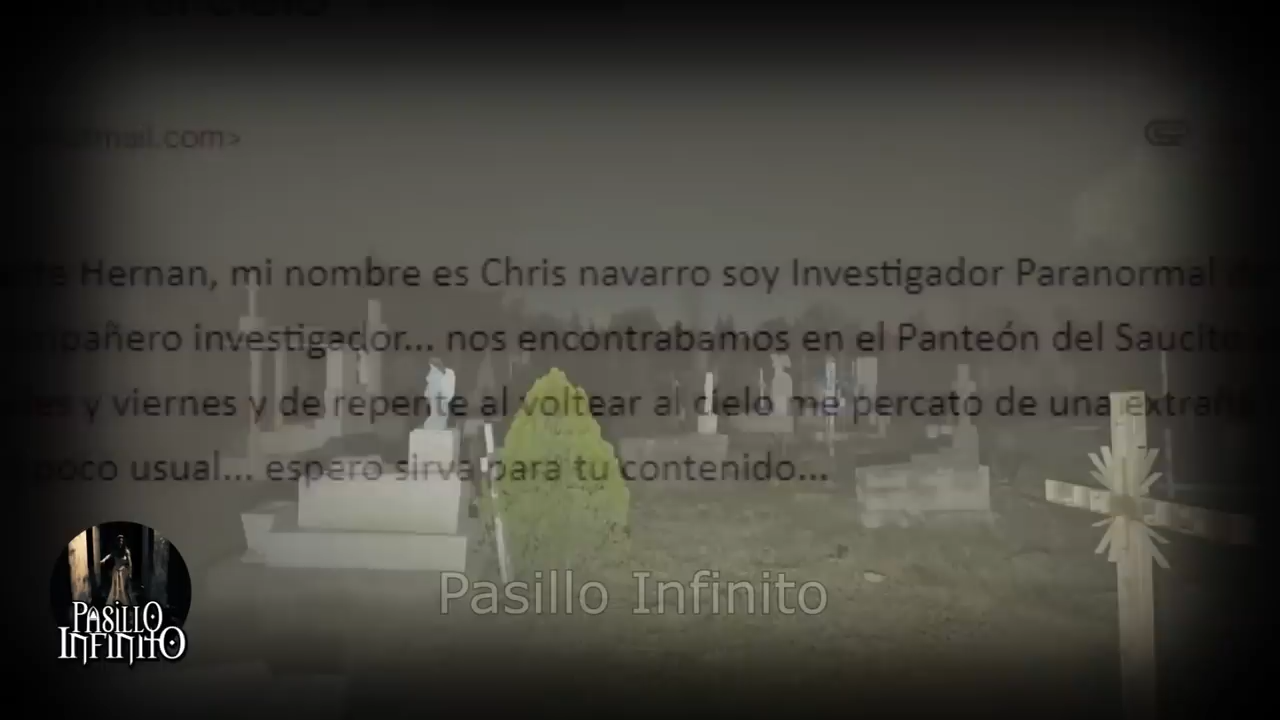 mail.com>
Hernan, mi nombre es Chris navarro soy Investigador Paranormal
investigador... nos encontrabamos en el Panteón del Saucito
y viernes y de repente al voltear al cielo me percato de una extraña
poco usual... espero sirva para tu contenido...
Pasillo Infinito
PASILLO
INFINITO